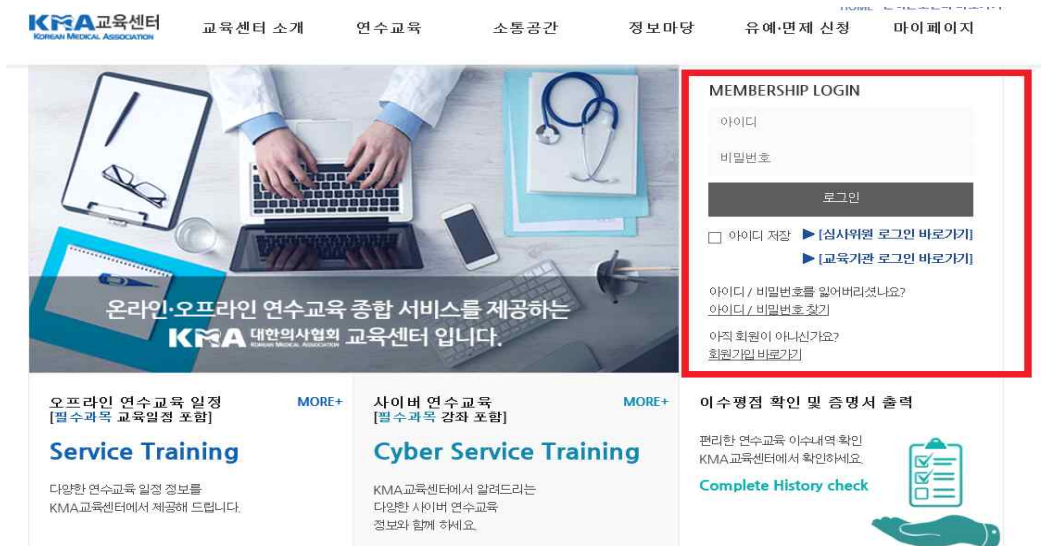 HOME
KMA교육센터
KOREAN MEDICAL ASSOCIATION
교육센터 소개
연수교육
소통공간
정보마당
유예·면제 신청
마이페이지
온라인·오프라인 연수교육 종합 서비스를 제공하는
KMA 대한의사협회 KOREAN MEDICAL ASSOCIATION 교육센터 입니다.
MEMBERSHIP LOGIN
아이디
비밀번호
로그인
아이디 저장 ▶ [심사위원 로그인 바로가기]
▶ [교육기관 로그인 바로가기]
아이디 / 비밀번호를 잃어버리셨나요?
아이디 / 비밀번호 찾기
아직 회원이 아니신가요?
회원가입 바로가기
오프라인 연수교육 일정 MORE+
[필수과목 교육일정 포함]
Service Training
다양한 연수교육 일정 정보를
KMA교육센터에서 제공해 드립니다.
사이버 연수교육 MORE+
[필수과목 강좌 포함]
Cyber Service Training
KMA교육센터에서 알려드리는
다양한 사이버 연수교육
정보와 함께 하세요.
이수평점 확인 및 증명서 출력
편리한 연수교육 이수내역 확인
KMA교육센터에서 확인하세요.
Complete History check